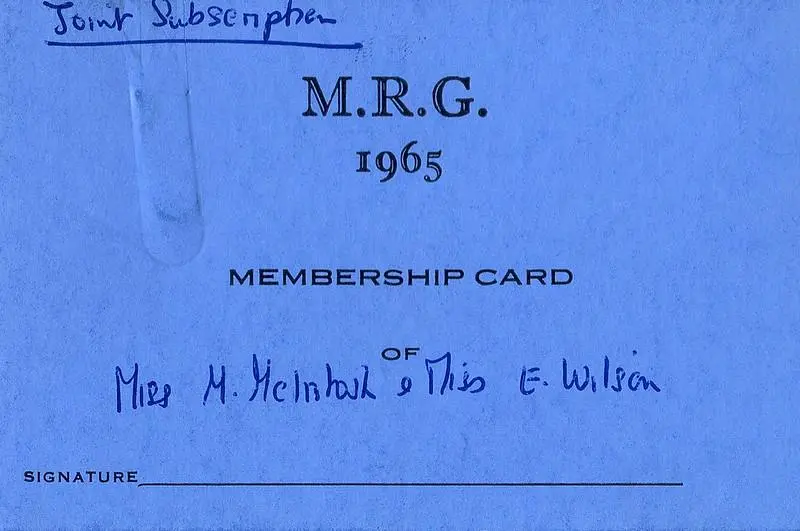 Joint Subscription
M.R.G.
1965
MEMBERSHIP CARD
OF
Miss M. McIntosh & Miss E. Wilson
SIGNATURE